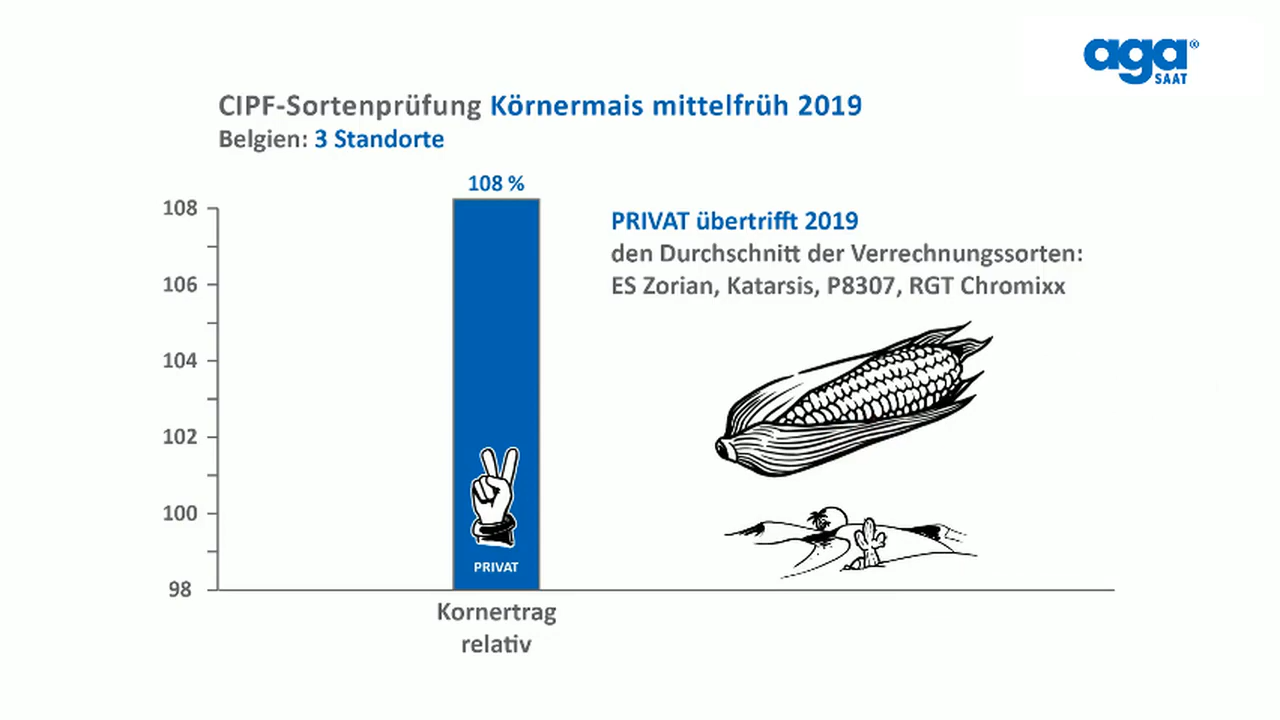 aga®
SAAT
CIPF-Sortenprüfung Körnermais mittelfrüh 2019
Belgien: 3 Standorte
108 %
108
106
104
102
100
98
PRIVAT übertrifft 2019
den Durchschnitt der Verrechnungssorten:
ES Zorian, Katarsis, P8307, RGT Chromixx
PRIVAT
Kornertrag
relativ